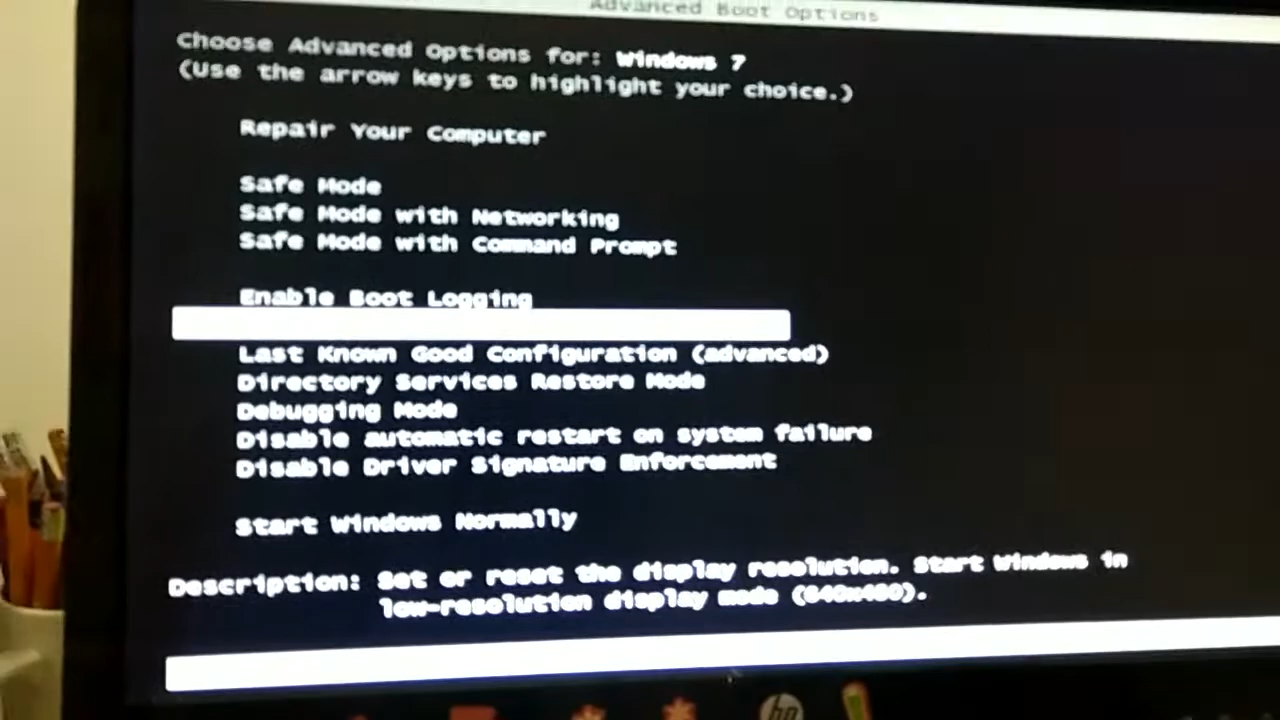 Advanced Boot Options
Choose Advanced Options for: Windows 7
(Use the arrow keys to highlight your choice.)
Repair Your Computer
Safe Mode
Safe Mode with Networking
Safe Mode with Command Prompt
Enable Boot Logging
Last Known Good Configuration (advanced)
Directory Services Restore Mode
Debugging Mode
Disable automatic restart on system failure
Disable Driver Signature Enforcement
Start Windows Normally
Description: Set or reset the display resolution. Start Windows in
low-resolution display mode (640x480).
hp